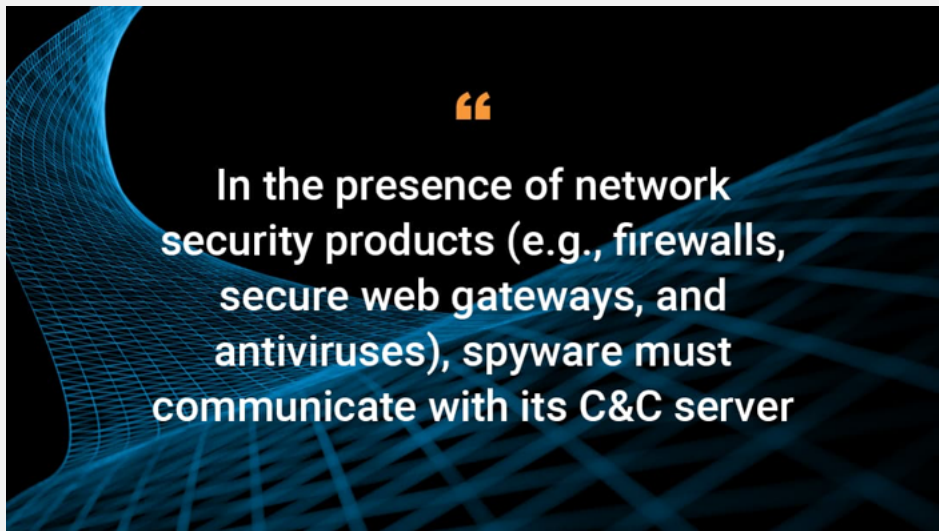 “
In the presence of network
security products (e.g., firewalls,
secure web gateways, and
antiviruses), spyware must
communicate with its C&C server